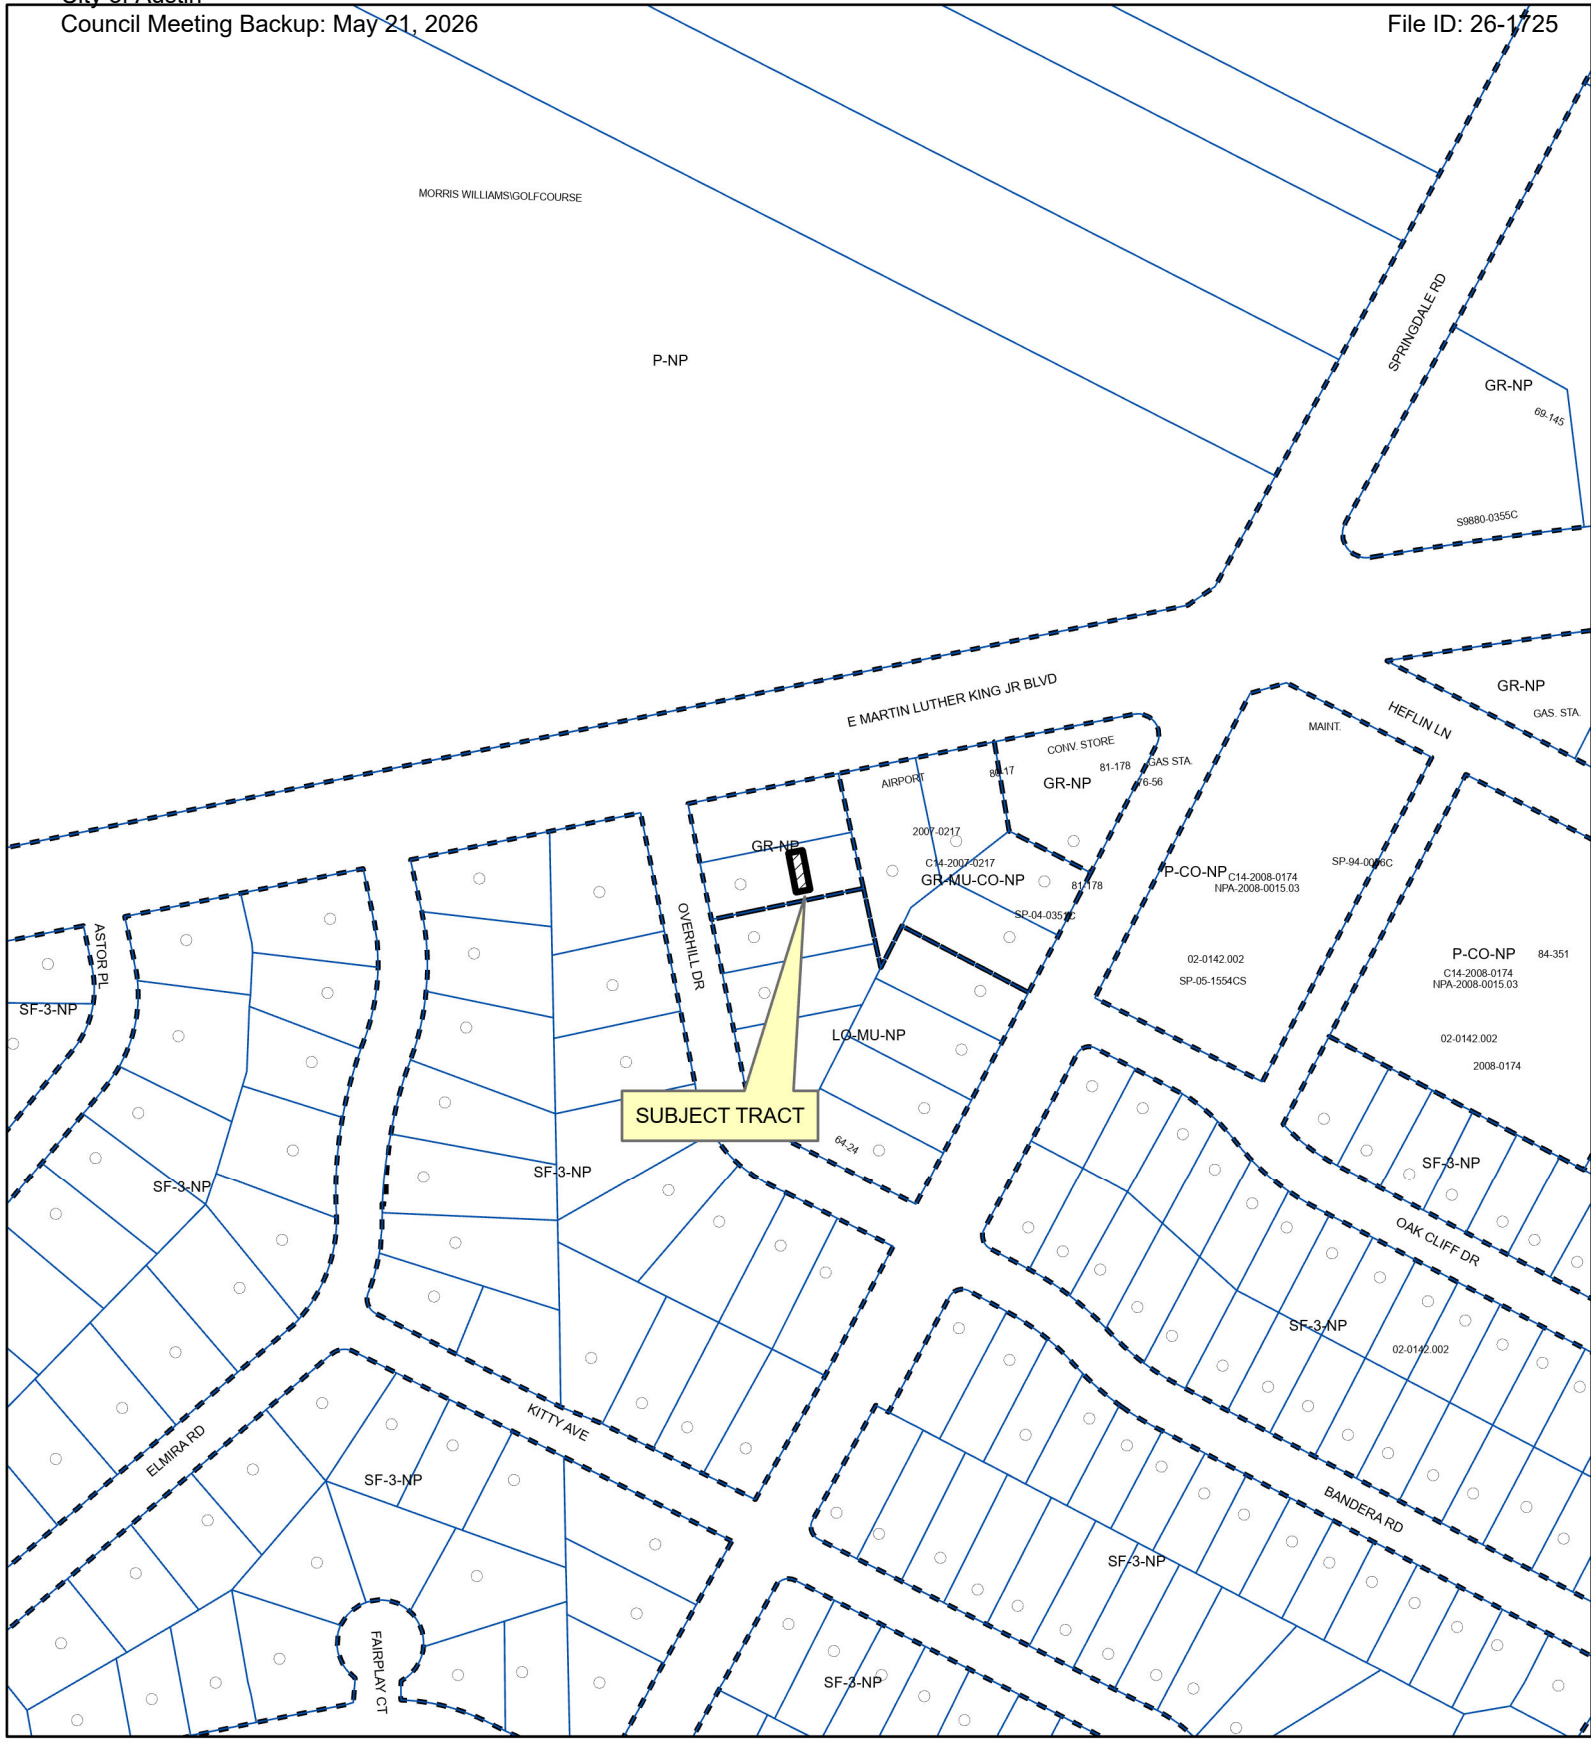 City of Austin
Council Meeting Backup: May 21, 2026
File ID: 26-1725
MORRIS WILLIAMS\GOLFCOURSE
P-NP
SPRINGDALE RD
GR-NP
69-145
S9880-0355C
E MARTIN LUTHER KING JR BLVD
GR-NP
GAS. STA.
HEFLIN LN
MAINT.
CONV. STORE
GAS STA.
81-178
76-56
GR-NP
AIRPORT
2007-0217
C14-2007-0217
GR-MU-CO-NP
81-178
SP-94-0096C
P-CO-NP
C14-2008-0174
NPA-2008-0015.03
02-0142.002
SP-05-1554CS
P-CO-NP
84-351
C14-2008-0174
NPA-2008-0015.03
02-0142.002
2008-0174
GR-NP
OVERHILL DR
ASTOR PL
SF-3-NP
LO-MU-NP
SUBJECT TRACT
64-24
SF-3-NP
SF-3-NP
SF-3-NP
OAK CLIFF DR
SF-3-NP
02-0142.002
KITTY AVE
ELMIRA RD
SF-3-NP
BANDERA RD
SF-3-NP
FAIRPLAY CT
SF-3-NP